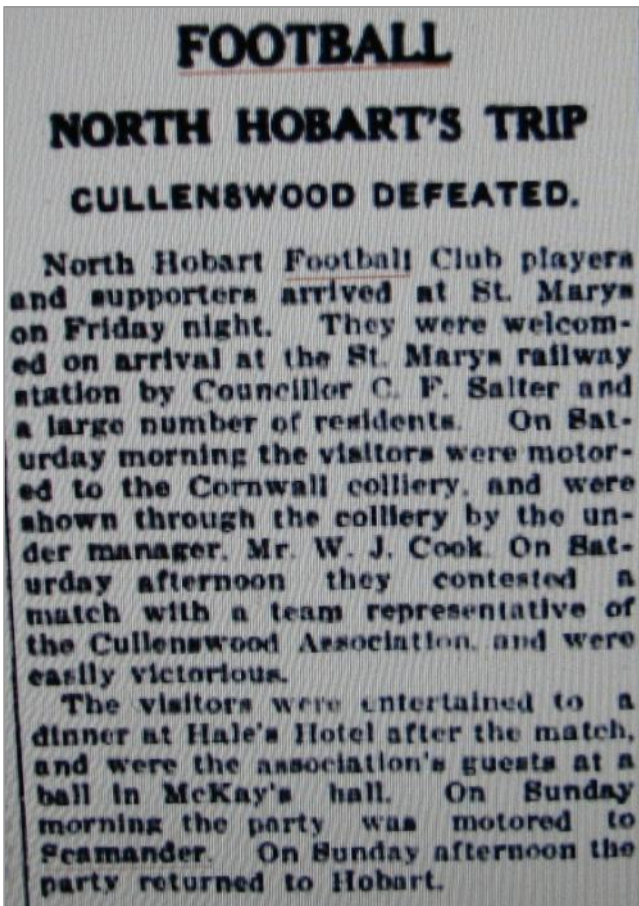 FOOTBALL
NORTH HOBART'S TRIP
CULLENSWOOD DEFEATED.
North Hobart Football Club players
and supporters arrived at St. Marys
on Friday night. They were welcom-
ed on arrival at the St. Marys railway
station by Councillor C. F. Salter and
a large number of residents. On Sat-
urday morning the visitors were motor-
ed to the Cornwall colliery, and were
shown through the colliery by the un-
der manager, Mr. W. J. Cook. On Sat-
urday afternoon they contested a
match with a team representative of
the Cullenswood Association, and were
easily victorious.
The visitors were entertained to a
dinner at Hale's Hotel after the match,
and were the association's guests at a
ball in McKay's hall. On Sunday
morning the party was motored to
Scamander. On Sunday afternoon the
party returned to Hobart.